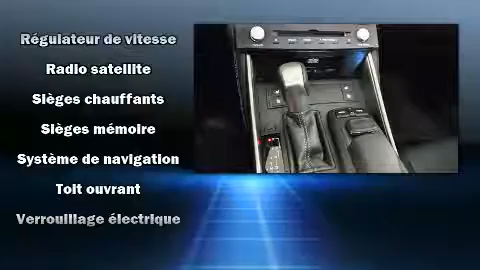 Régulateur de vitesse
Radio satellite
Sièges chauffants
Sièges mémoire
Système de navigation
Toit ouvrant
Verrouillage électrique